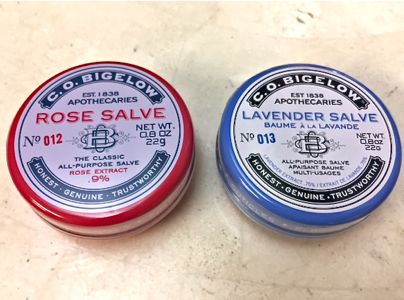 C.O. BIGELOW
EST. 1838
APOTHECARIES
ROSE SALVE
Nº 012
NET WT.
0.8 OZ
22g
THE CLASSIC
ALL-PURPOSE SALVE
ROSE EXTRACT
.9%
HONEST · GENUINE · TRUSTWORTHY
C.O. BIGELOW
EST. 1838
APOTHECARIES
LAVENDER SALVE
BAUME À LA LAVANDE
Nº 013
NET WT.
0.8oz
22g
ALL-PURPOSE SALVE
APAISANT BAUME
MULTI-USAGES
HONEST · GENUINE · TRUSTWORTHY